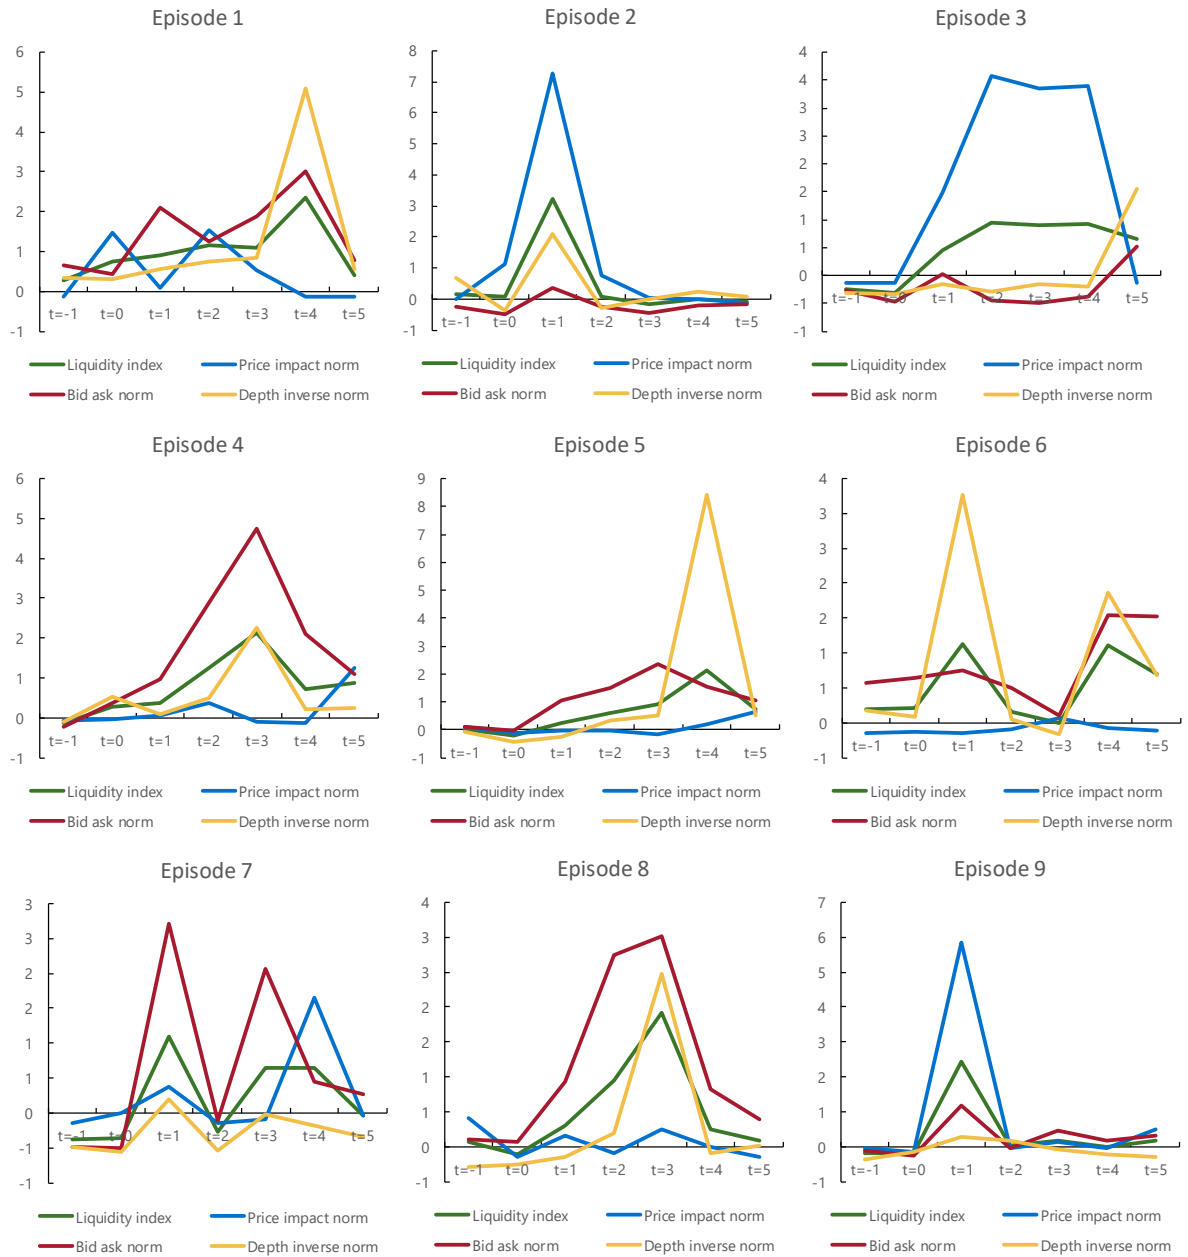 Episode 1
6
5
4
3
2
1
0
-1
t=-1 t=0 t=1 t=2 t=3 t=4 t=5
Liquidity index Price impact norm
Bid ask norm Depth inverse norm
Episode 2
8
7
6
5
4
3
2
1
0
-1
t=-1 t=0 t=1 t=2 t=3 t=4 t=5
Liquidity index Price impact norm
Bid ask norm Depth inverse norm
Episode 3
4
4
3
3
2
2
1
1
0
-1
-1
t=-1 t=0 t=1 t=2 t=3 t=4 t=5
Liquidity index Price impact norm
Bid ask norm Depth inverse norm
Episode 4
6
5
4
3
2
1
0
-1
t=-1 t=0 t=1 t=2 t=3 t=4 t=5
Liquidity index Price impact norm
Bid ask norm Depth inverse norm
Episode 5
9
8
7
6
5
4
3
2
1
0
-1
t=-1 t=0 t=1 t=2 t=3 t=4 t=5
Liquidity index Price impact norm
Bid ask norm Depth inverse norm
Episode 6
4
3
3
2
2
1
1
0
-1
t=-1 t=0 t=1 t=2 t=3 t=4 t=5
Liquidity index Price impact norm
Bid ask norm Depth inverse norm
Episode 7
3
3
2
2
1
1
0
-1
-1
t=-1 t=0 t=1 t=2 t=3 t=4 t=5
Liquidity index Price impact norm
Bid ask norm Depth inverse norm
Episode 8
4
3
3
2
2
1
1
0
-1
t=-1 t=0 t=1 t=2 t=3 t=4 t=5
Liquidity index Price impact norm
Bid ask norm Depth inverse norm
Episode 9
7
6
5
4
3
2
1
0
-1
t=-1 t=0 t=1 t=2 t=3 t=4 t=5
Liquidity index Price impact norm
Bid ask norm Depth inverse norm